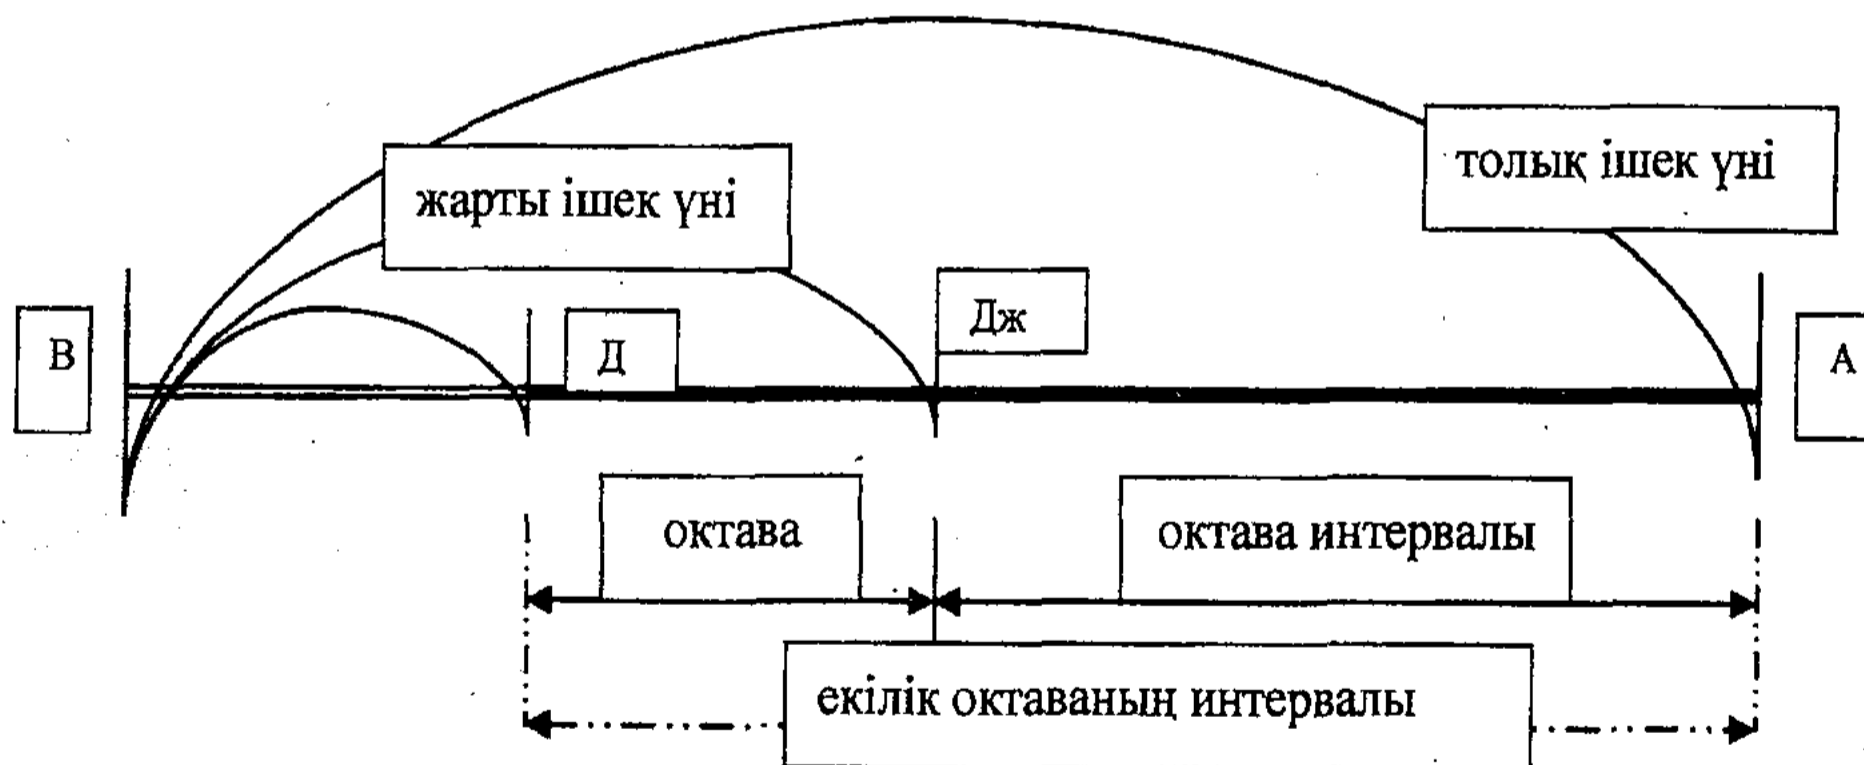 жарты ішек үні
толық ішек үні
В
Д
Дж
А
октава
октава интервалы
екілік октаваның интервалы